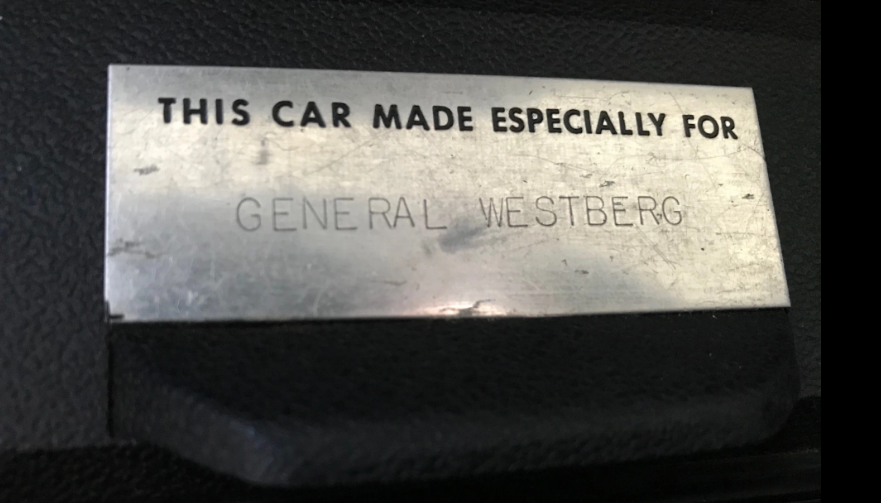 THIS CAR MADE ESPECIALLY FOR
GENERAL WESTBERG